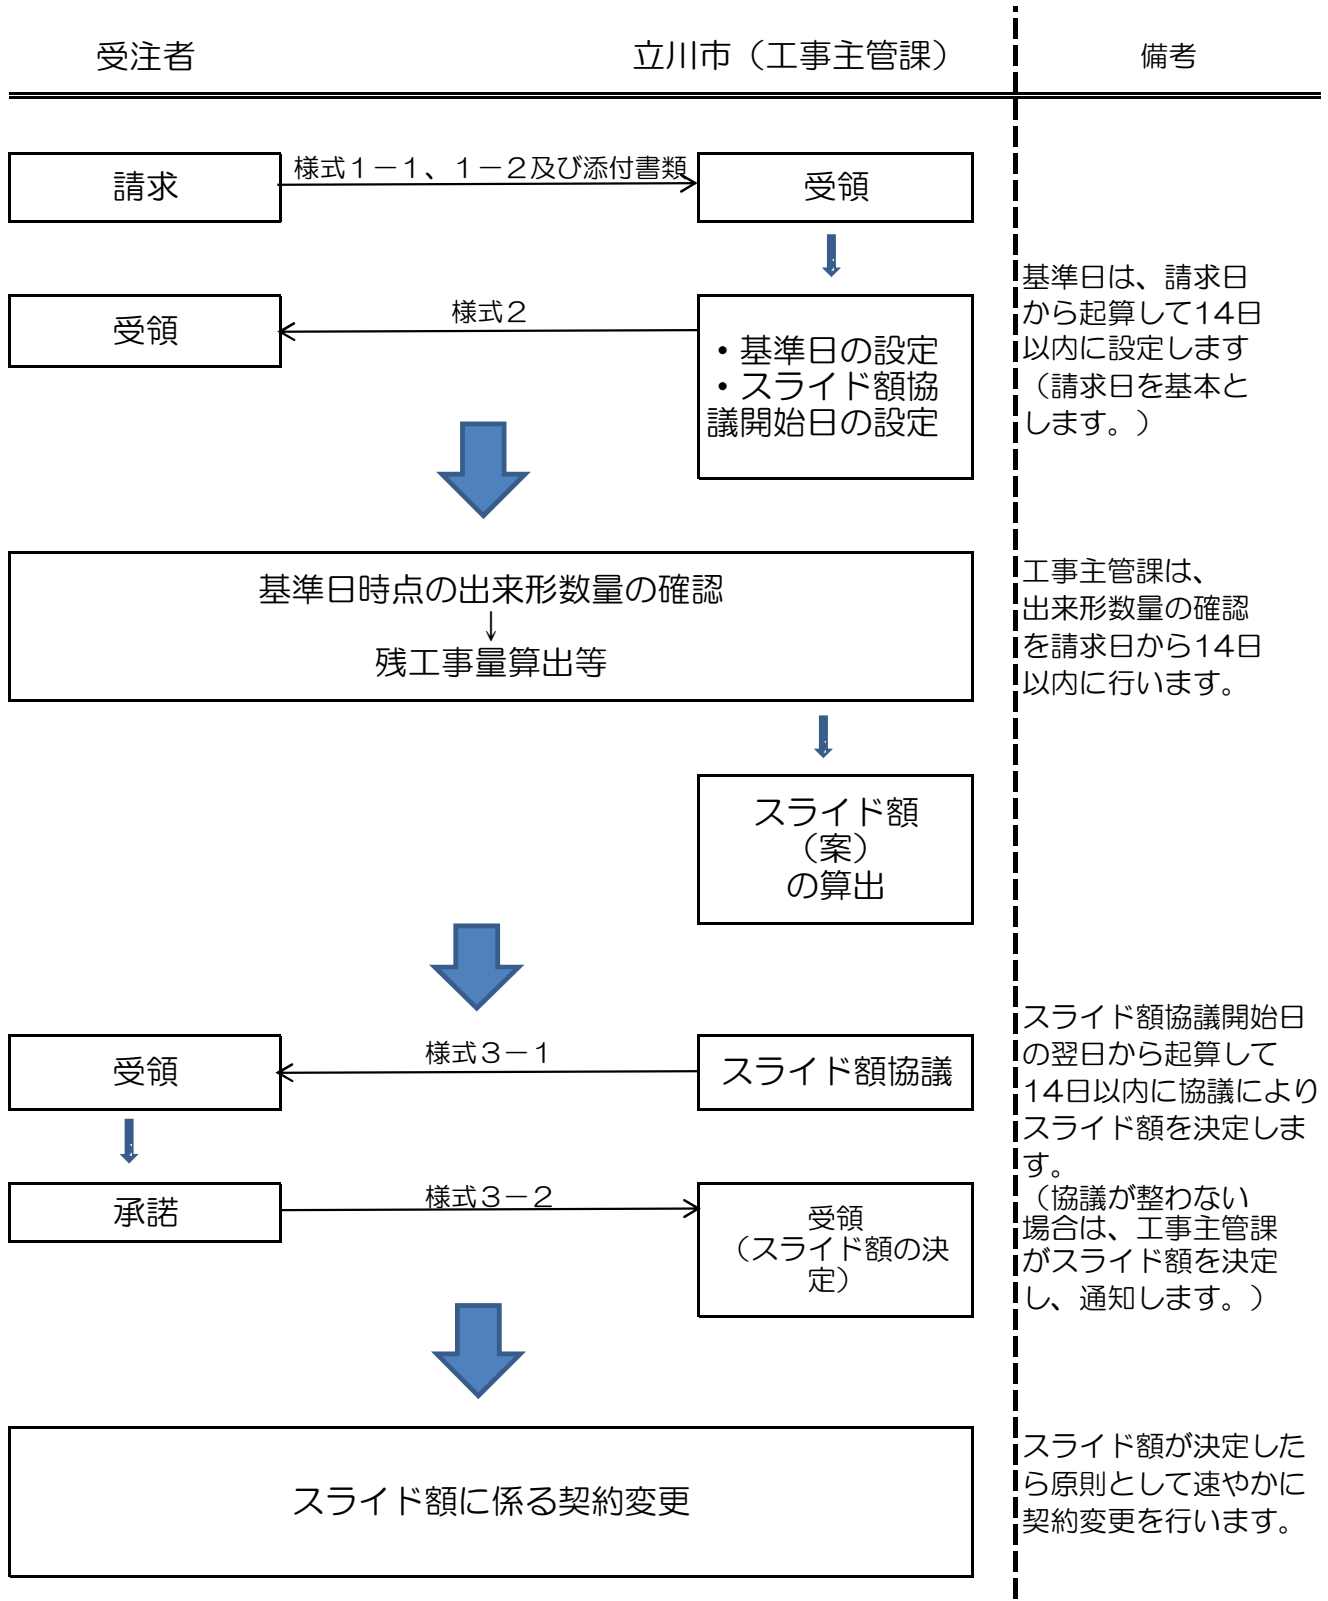 受注者
立川市（工事主管課）
備考
請求
様式１－１、１－２及び添付書類
受領
受領
様式２
・基準日の設定
・スライド額協
議開始日の設定
基準日は、請求日
から起算して14日
以内に設定します
（請求日を基本と
します。）
基準日時点の出来形数量の確認
↓
残工事量算出等
工事主管課は、
出来形数量の確認
を請求日から14日
以内に行います。
スライド額
（案）
の算出
受領
様式３－１
スライド額協議
承諾
様式３－２
受領
（スライド額の決
定）
スライド額協議開始日
の翌日から起算して
14日以内に協議により
スライド額を決定しま
す。
（協議が整わない
場合は、工事主管課
がスライド額を決定
し、通知します。）
スライド額に係る契約変更
スライド額が決定した
ら原則として速やかに
契約変更を行います。